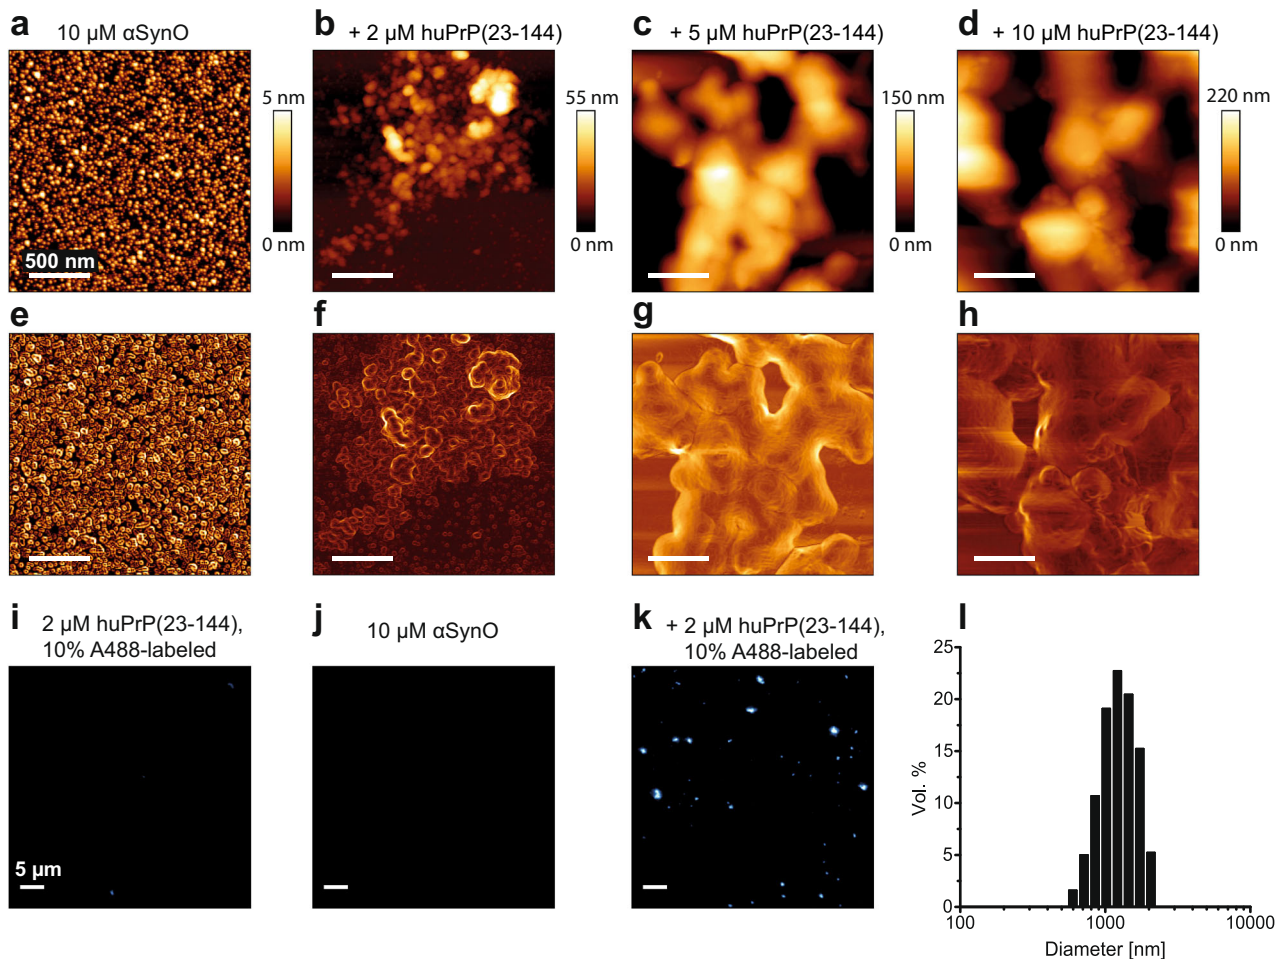 a 10 µM αSynO
b + 2 µM huPrP(23-144)
c + 5 µM huPrP(23-144)
d + 10 µM huPrP(23-144)
5 nm
0 nm
55 nm
0 nm
150 nm
0 nm
220 nm
0 nm
500 nm
e
f
g
h
i 2 µM huPrP(23-144),
10% A488-labeled
j 10 µM αSynO
k + 2 µM huPrP(23-144),
10% A488-labeled
l
5 µm
25
20
15
10
5
0
Vol. %
100
1000
10000
Diameter [nm]